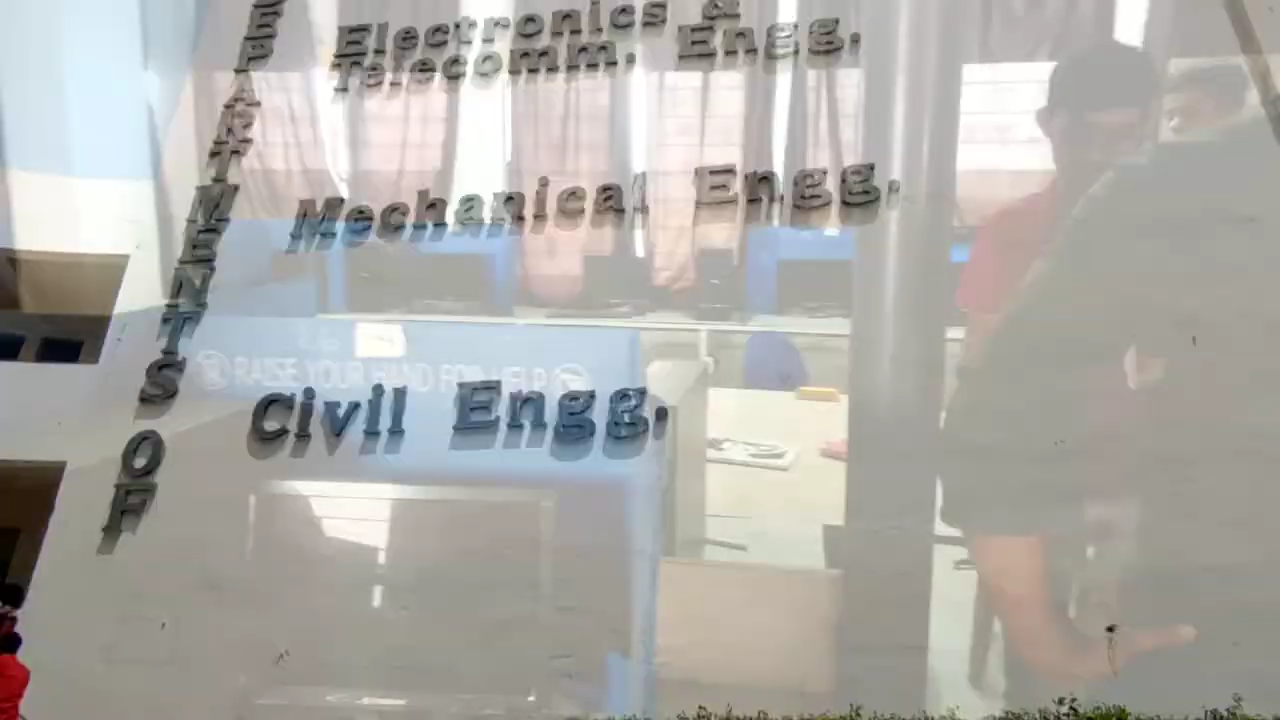 DEPARTMENTS OF
Electronics &
Telecomm. Engg.
Mechanical Engg.
RAISE YOUR HAND FOR HELP
Civil Engg.